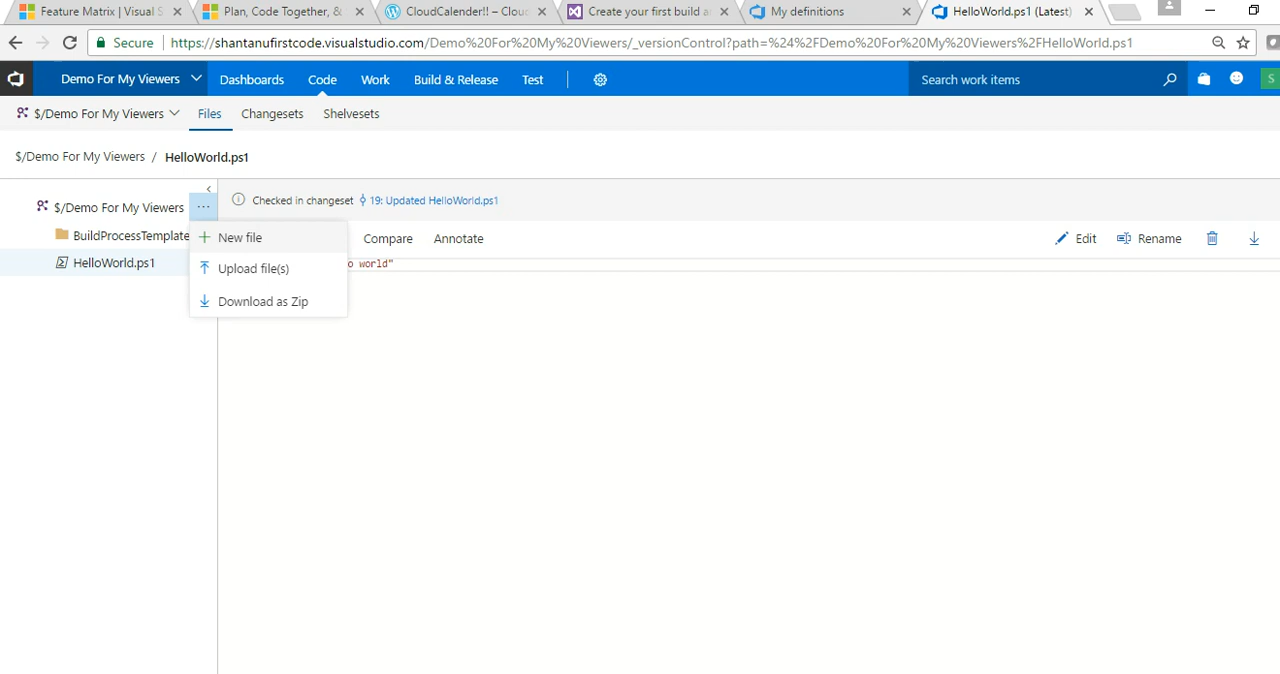 Feature Matrix | Visual S
Plan, Code Together, &
CloudCalender!! – Cloud
Create your first build a
My definitions
HelloWorld.ps1 (Latest)
Secure
https://shantanufirstcode.visualstudio.com/Demo%20For%20My%20Viewers/_versionControl?path=%24%2FDemo%20For%20My%20Viewers%2FHelloWorld.ps1
Demo For My Viewers Dashboards Code Work Build & Release Test Search work items S
$/Demo For My Viewers Files Changesets Shelvesets
$/Demo For My Viewers / HelloWorld.ps1
$/Demo For My Viewers ...
BuildProcessTemplate
HelloWorld.ps1
New file
Upload file(s)
Download as Zip
Checked in changeset 19: Updated HelloWorld.ps1
Compare Annotate Edit Rename
o world"